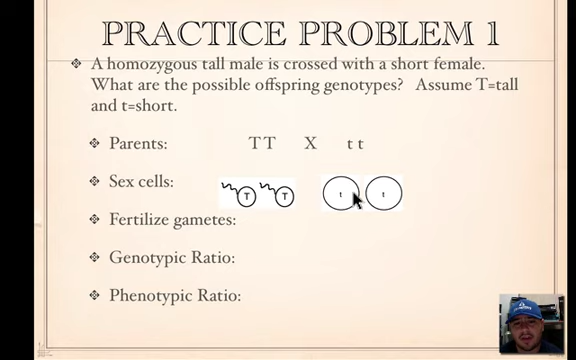 PRACTICE PROBLEM 1
❖ A homozygous tall male is crossed with a short female.
What are the possible offspring genotypes? Assume T=tall
and t=short.
❖ Parents: TT X t t
❖ Sex cells: T T t t
❖ Fertilize gametes:
❖ Genotypic Ratio:
❖ Phenotypic Ratio: